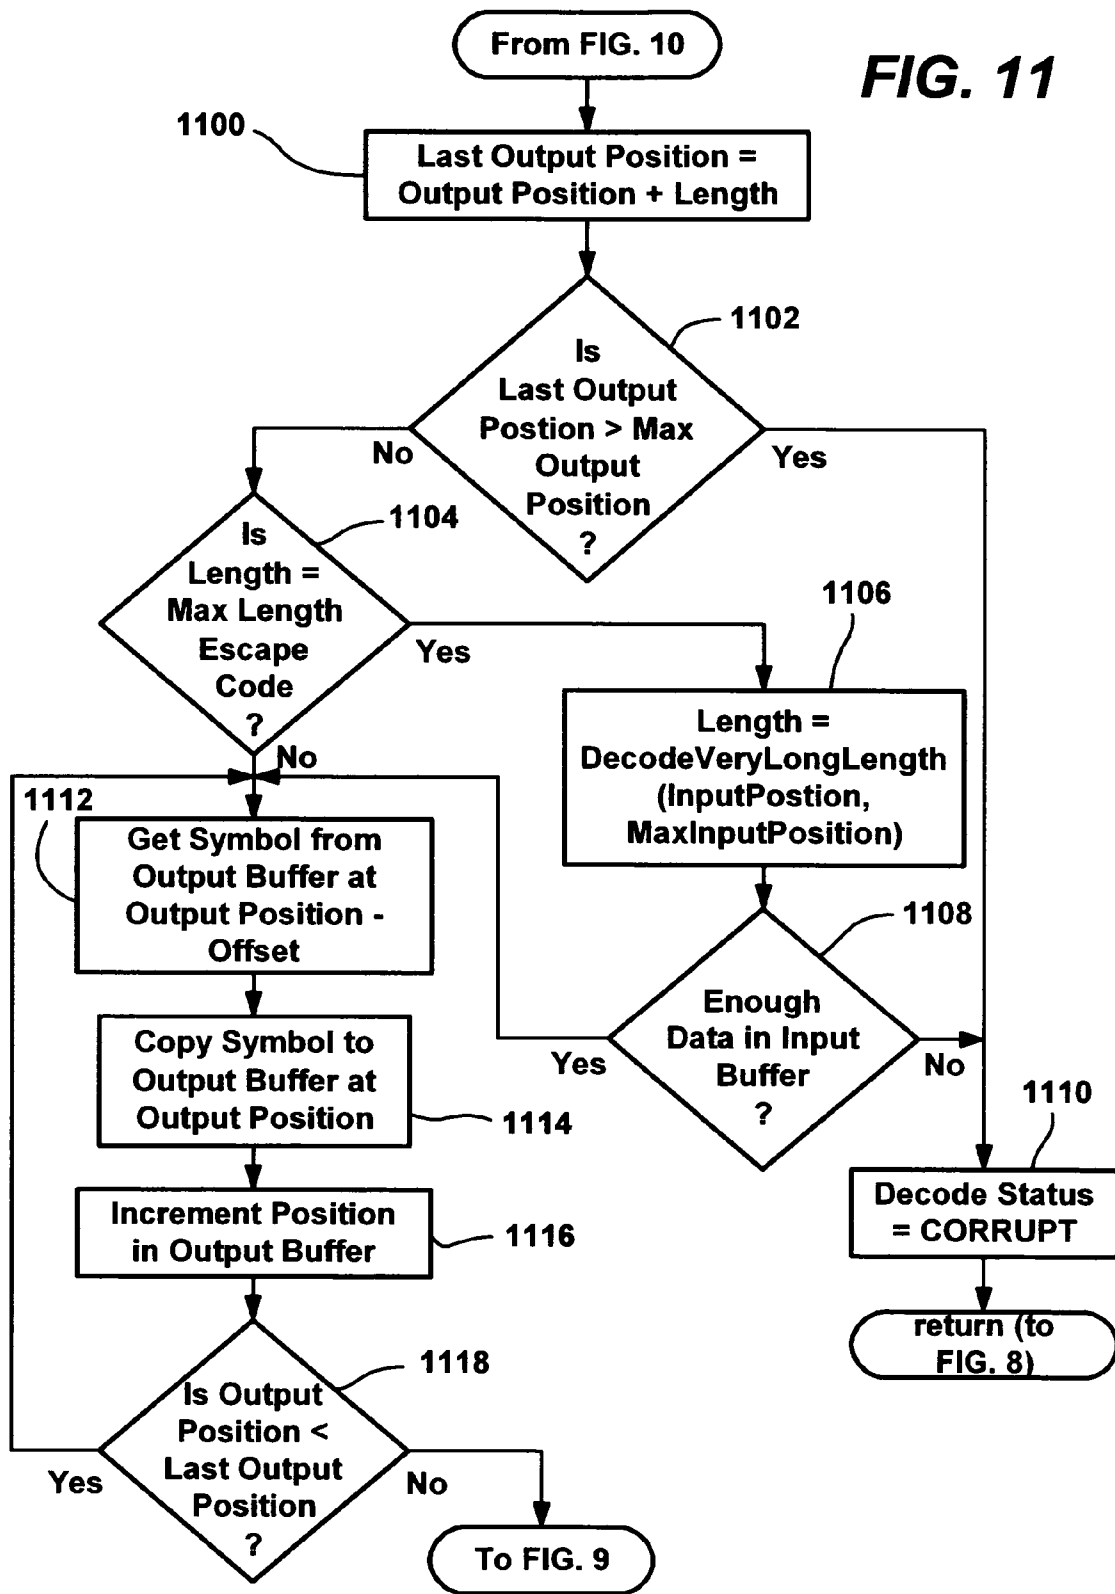 From FIG. 10
FIG. 11
1100
Last Output Position =
Output Position + Length
1102
Is
Last Output
Postion > Max
Output
Position
?
No
Yes
1104
Is
Length =
Max Length
Escape
Code
?
Yes
No
1106
Length =
DecodeVeryLongLength
(InputPostion,
MaxInputPosition)
1108
Enough
Data in Input
Buffer
?
Yes
No
1112
Get Symbol from
Output Buffer at
Output Position -
Offset
Copy Symbol to
Output Buffer at
Output Position
1114
1110
Decode Status
= CORRUPT
Increment Position
in Output Buffer
1116
return (to
FIG. 8)
1118
Is Output
Position <
Last Output
Position
?
Yes
No
To FIG. 9